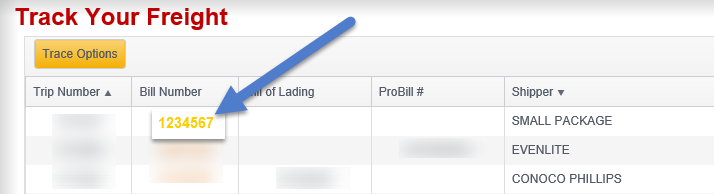 Track Your Freight
Trace Options
Trip Number ▲ Bill Number ill of Lading ProBill # Shipper ▼
1234567 SMALL PACKAGE
EVENLITE
CONOCO PHILLIPS